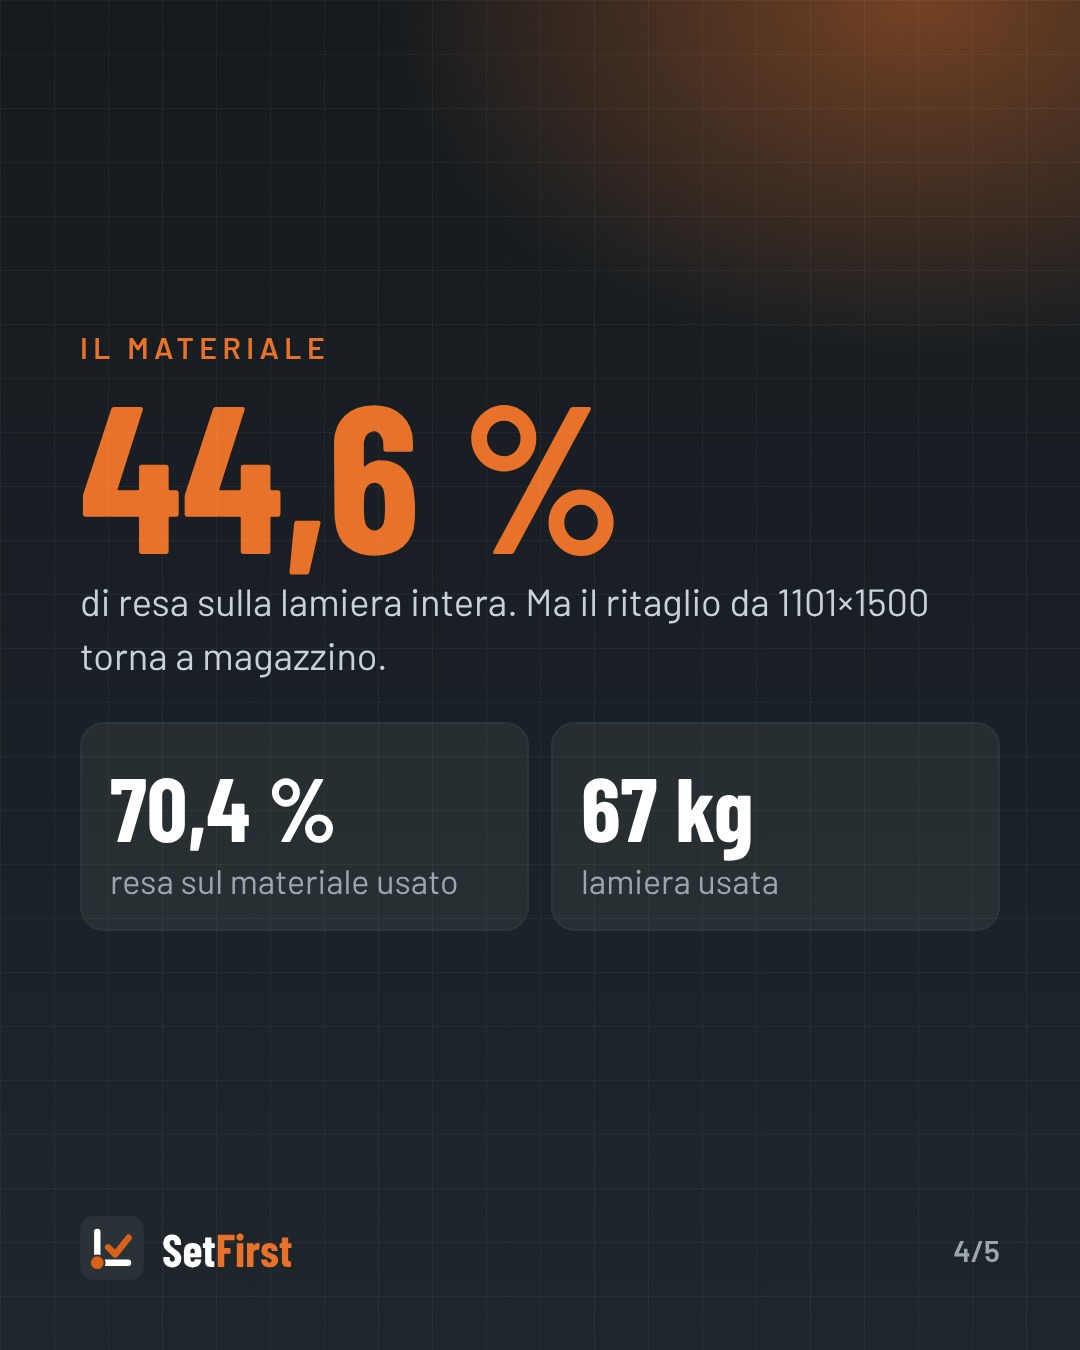 IL MATERIALE
44,6 %
di resa sulla lamiera intera. Ma il ritaglio da 1101×1500
torna a magazzino.
70,4 %
resa sul materiale usato
67 kg
lamiera usata
SetFirst
4/5